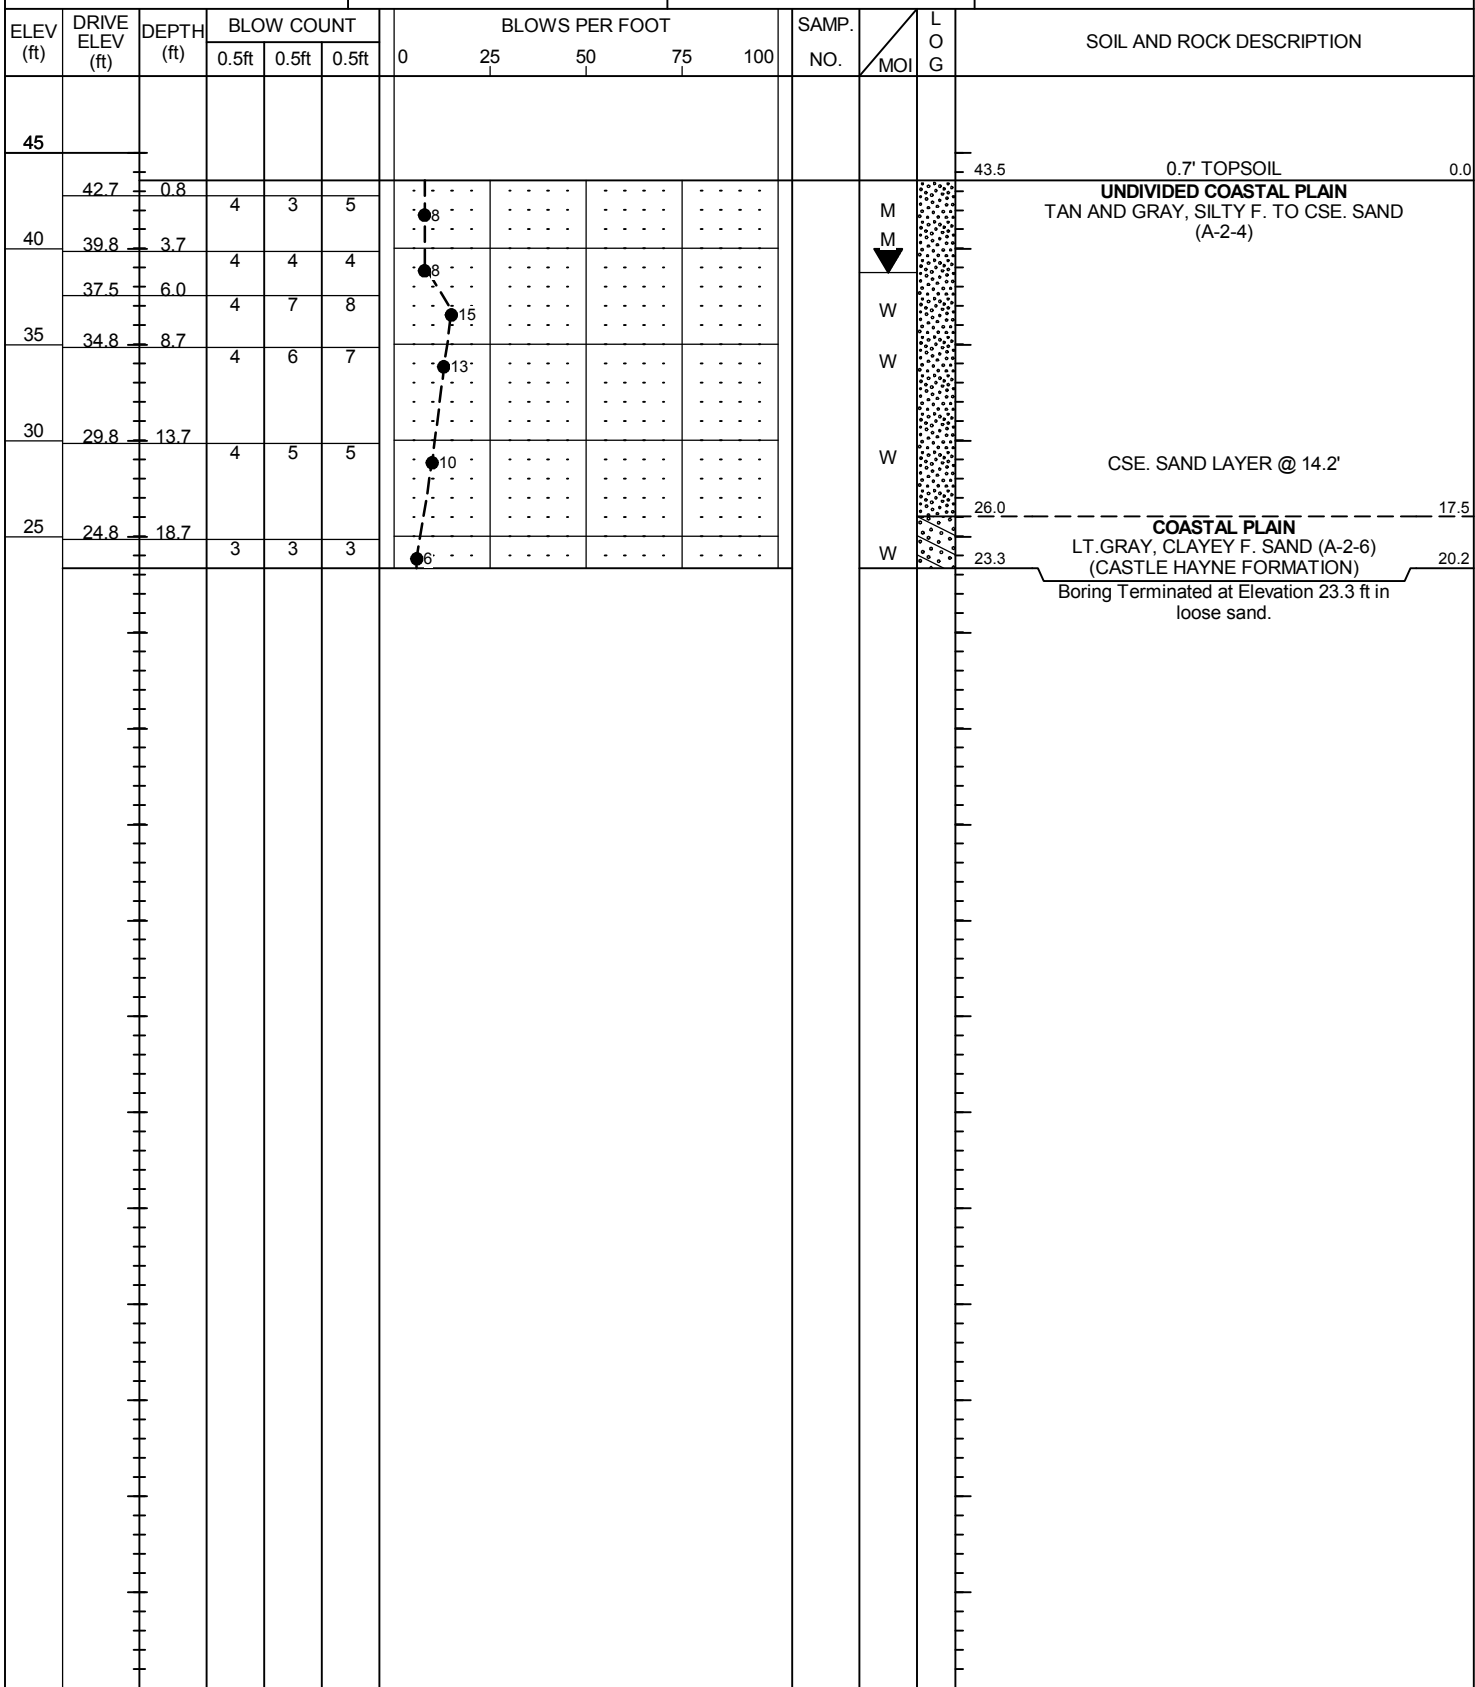 ELEV (ft) DRIVE ELEV (ft) DEPTH (ft) BLOW COUNT BLOWS PER FOOT SAMP. NO. MOI LOG SOIL AND ROCK DESCRIPTION
0.5ft 0.5ft 0.5ft 0 25 50 75 100
45
43.5 0.7' TOPSOIL 0.0
42.7 0.8 UNDIVIDED COASTAL PLAIN
4 3 5 8 M TAN AND GRAY, SILTY F. TO CSE. SAND
(A-2-4)
40 39.8 3.7 M
4 4 4 8
37.5 6.0
4 7 8 15 W
35 34.8 8.7
4 6 7 13 W
30 29.8 13.7
4 5 5 10 W CSE. SAND LAYER @ 14.2'
26.0 17.5
25 24.8 18.7 COASTAL PLAIN
3 3 3 6 W LT.GRAY, CLAYEY F. SAND (A-2-6)
23.3 (CASTLE HAYNE FORMATION) 20.2
Boring Terminated at Elevation 23.3 ft in
loose sand.